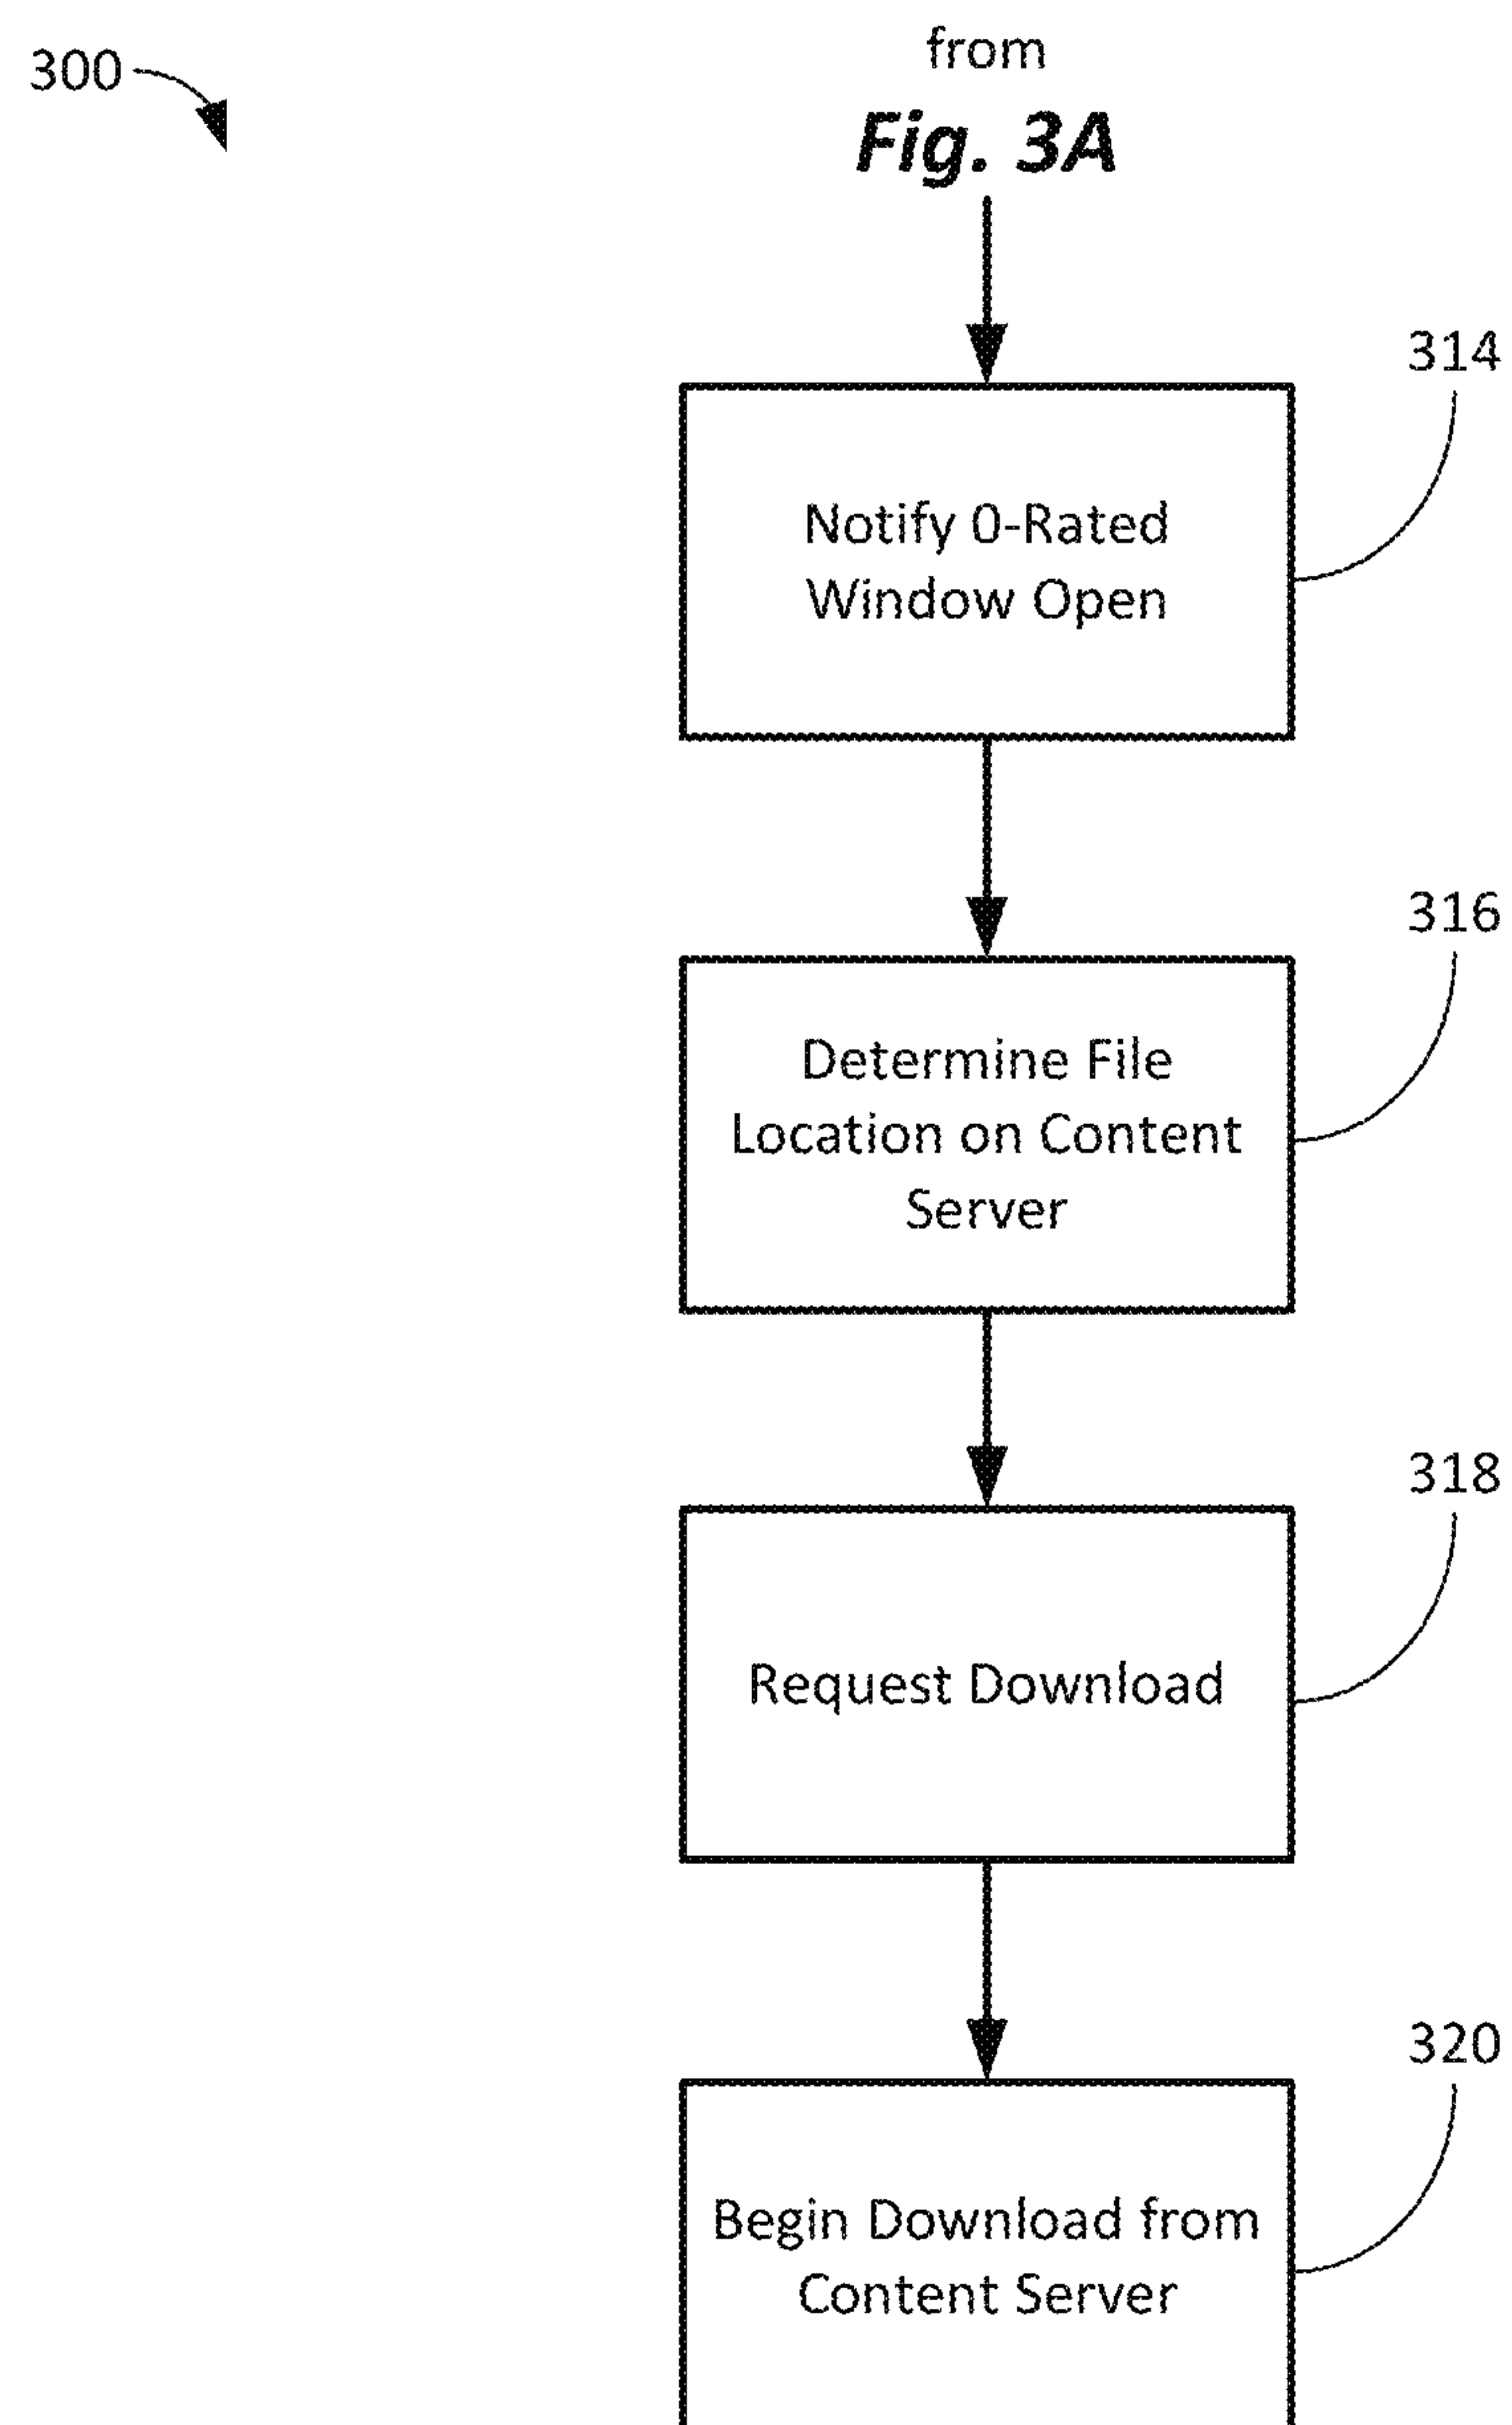 300
from
Fig. 3A
314
Notify 0-Rated
Window Open
316
Determine File
Location on Content
Server
318
Request Download
320
Begin Download from
Content Server